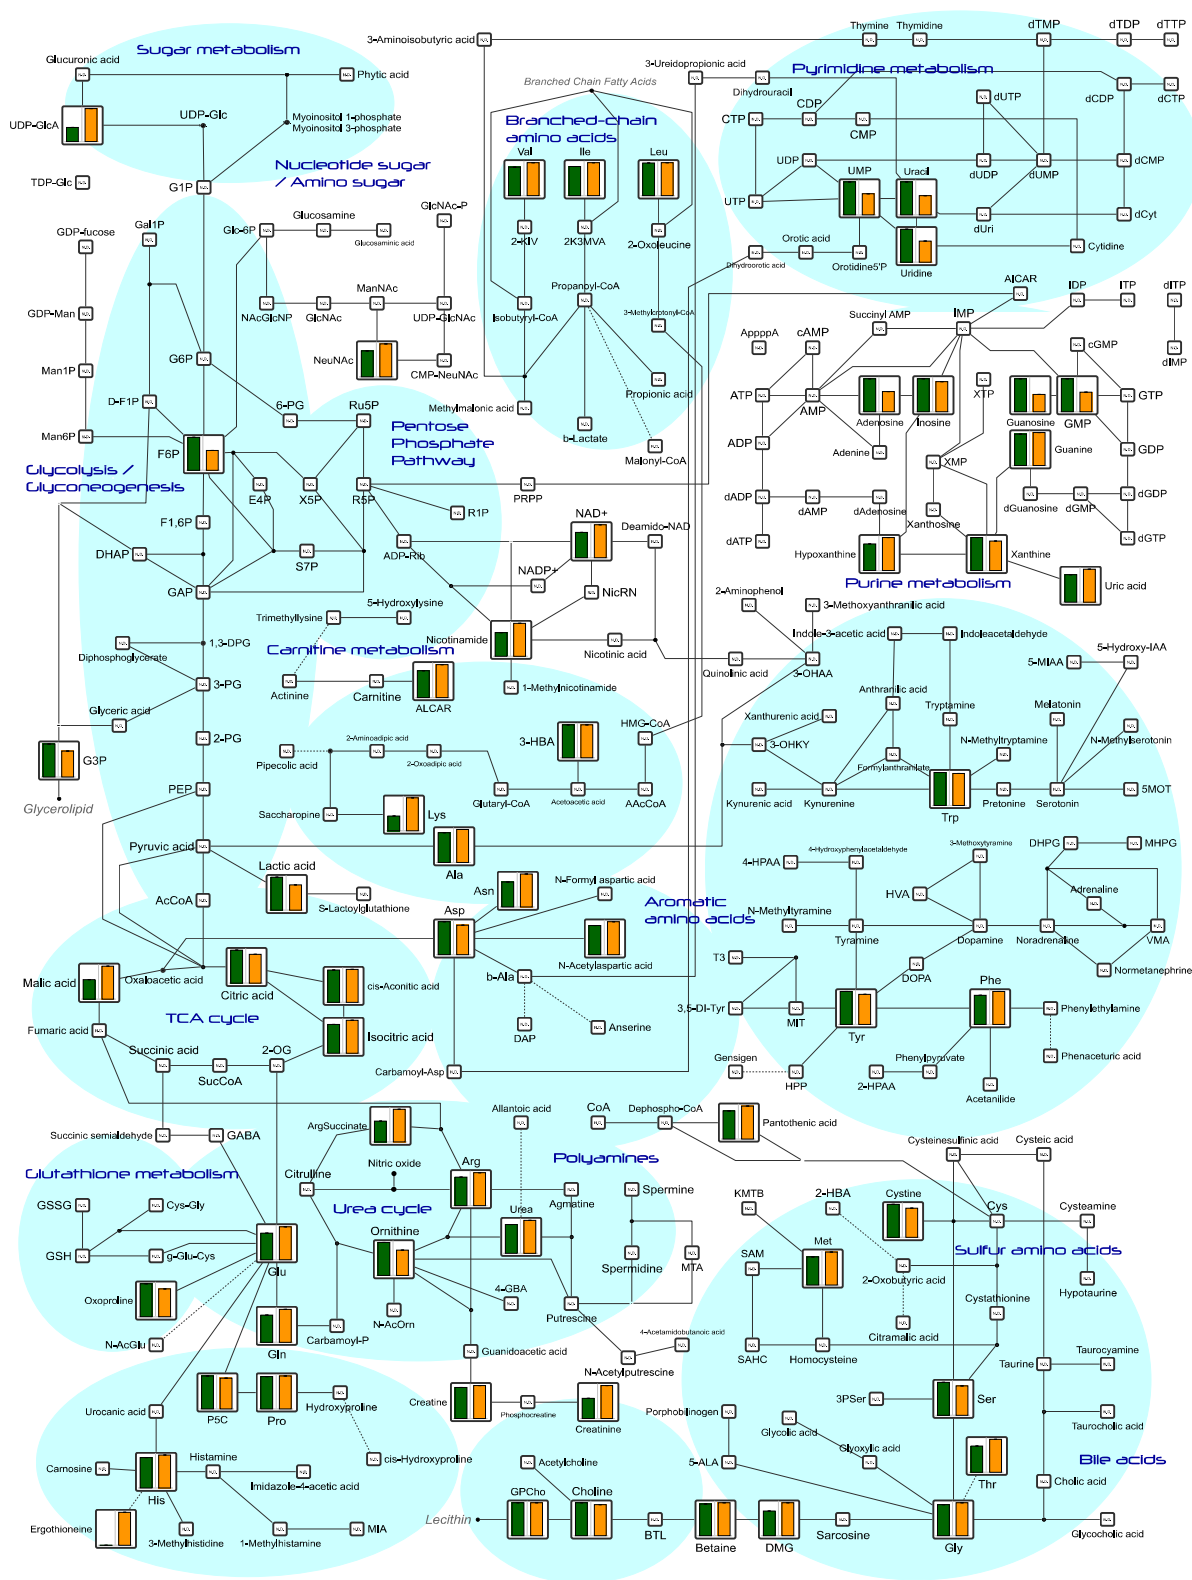 3-Aminoisobutyric acid
Thymine
Thymidine
dTMP
dTDP
dTTP
Sugar metabolism
Glucuronic acid
Phytic acid
UDP-GlcA
UDP-Glc
Myoinositol 1-phosphate
Myoinositol 3-phosphate
3-Ureidopropionic acid
Branched Chain Fatty Acids
Dihydrouracil
Pyrimidine metabolism
dCDP
dCTP
dUTP
CDP
CTP
CMP
Branched-chain
amino acids
Val
Ile
Leu
UDP
UMP
Uracil
dUDP
dUMP
dCMP
Nucleotide sugar
/ Amino sugar
TDP-Glc
G1P
UTP
dUri
dCyt
Cytidine
Uridine
Orotic acid
Orotidine5'P
Dihydroorotic acid
GDP-fucose
Gal1P
Glc-6P
Glucosamine
Glucosaminic acid
GlcNAc-P
2-KIV
2K3MVA
2-Oxoleucine
Propanoyl-CoA
Isobutyryl-CoA
3-Methylcrotonyl-CoA
GDP-Man
NAcGlcNP
GlcNAc
ManNAc
UDP-GlcNAc
NeuNAc
CMP-NeuNAc
AICAR
IDP
ITP
dITP
dIMP
Succinyl AMP
IMP
AppppA
cAMP
cGMP
G6P
Man1P
D-F1P
Man6P
F6P
6-PG
Ru5P
Pentose
Phosphate
Pathway
Methylmalonic acid
b-Lactate
Propionic acid
Malonyl-CoA
ATP
AMP
Adenosine
Inosine
XTP
Guanosine
GMP
GTP
ADP
Adenine
XMP
Guanine
GDP
Glycolysis /
Glyconeogenesis
E4P
X5P
R5P
R1P
PRPP
dADP
dAMP
dAdenosine
Xanthosine
dGuanosine
dGMP
dGDP
dATP
dGTP
F1,6P
DHAP
S7P
GAP
ADP-Rib
NAD+
Deamido-NAD
NADP+
NicRN
Hypoxanthine
Xanthine
Uric acid
Purine metabolism
Trimethyllysine
5-Hydroxylysine
Nicotinamide
Nicotinic acid
1-Methylnicotinamide
2-Aminophenol
3-Methoxyanthranilic acid
Quinolinic acid
3-OHAA
Indole-3-acetic acid
Indoleacetaldehyde
5-MIAA
5-Hydroxy-IAA
1,3-DPG
Diphosphoglycerate
3-PG
Glyceric acid
2-PG
G3P
Glycerolipid
PEP
Carnitine metabolism
Actinine
Carnitine
ALCAR
Pipecolic acid
2-Aminoadipic acid
2-Oxoadipic acid
3-HBA
HMG-CoA
Glutaryl-CoA
Acetoacetic acid
AAcCoA
Saccharopine
Lys
Xanthurenic acid
3-OHKY
Anthranilic acid
Tryptamine
Melatonin
N-Methyltryptamine
N-Methylserotonin
Formylanthranilate
Kynurenic acid
Kynurenine
Trp
Pretonine
Serotonin
5MOT
Pyruvic acid
Lactic acid
S-Lactoylglutathione
Ala
AcCoA
Asn
N-Formyl aspartic acid
Asp
N-Acetylaspartic acid
b-Ala
DAP
Anserine
Aromatic
amino acids
4-HPAA
4-Hydroxyphenylacetaldehyde
3-Methoxytyramine
DHPG
MHPG
HVA
Adrenaline
N-Methyltyramine
Tyramine
Dopamine
Noradrenaline
VMA
Normetanephrine
DOPA
T3
3,5-DI-Tyr
MIT
Tyr
Phe
Phenylethylamine
Phenaceturic acid
Gensigen
HPP
2-HPAA
Phenylpyruvate
Acetanilide
Malic acid
Oxaloacetic acid
Citric acid
cis-Aconitic acid
TCA cycle
Isocitric acid
Fumaric acid
Succinic acid
SucCoA
2-OG
Carbamoyl-Asp
Succinic semialdehyde
GABA
ArgSuccinate
Allantoic acid
CoA
Dephospho-CoA
Pantothenic acid
Cysteinesulfinic acid
Cysteic acid
Glutathione metabolism
Citrulline
Nitric oxide
Arg
Polyamines
Agmatine
Spermine
Spermidine
MTA
GSSG
Cys-Gly
GSH
g-Glu-Cys
Glu
Oxoproline
N-AcGlu
Gln
Urea cycle
Ornithine
Urea
N-AcOrn
4-GBA
Putrescine
Carbamoyl-P
Guanidoacetic acid
4-Acetamidobutanoic acid
N-Acetylputrescine
KMTB
2-HBA
Cystine
Cys
Cysteamine
Sulfur amino acids
SAM
Met
2-Oxobutyric acid
Hypotaurine
Cystathionine
Citramalic acid
SAHC
Homocysteine
Taurine
Taurocyamine
3PSer
Ser
Taurocholic acid
P5C
Pro
Hydroxyproline
cis-Hydroxyproline
Creatine
Phosphocreatine
Creatinine
Urocanic acid
Carnosine
His
Histamine
Imidazole-4-acetic acid
Ergothioneine
3-Methylhistidine
1-Methylhistamine
MIA
Porphobilinogen
Glycolic acid
Glyoxylic acid
5-ALA
Thr
Bile acids
Cholic acid
Glycocholic acid
Acetylcholine
Lecithin
GPCho
Choline
BTL
Betaine
DMG
Sarcosine
Gly